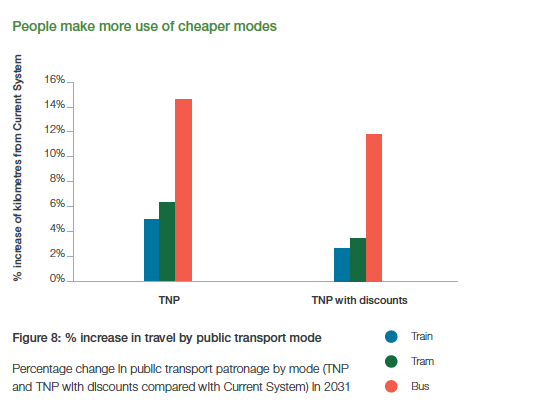 People make more use of cheaper modes
% increase of kilometres from Current System
16%
14%
12%
10%
8%
6%
4%
2%
0%
TNP
TNP with discounts
Figure 8: % increase in travel by public transport mode
Percentage change in public transport patronage by mode (TNP
and TNP with discounts compared with Current System) in 2031
Train
Tram
Bus